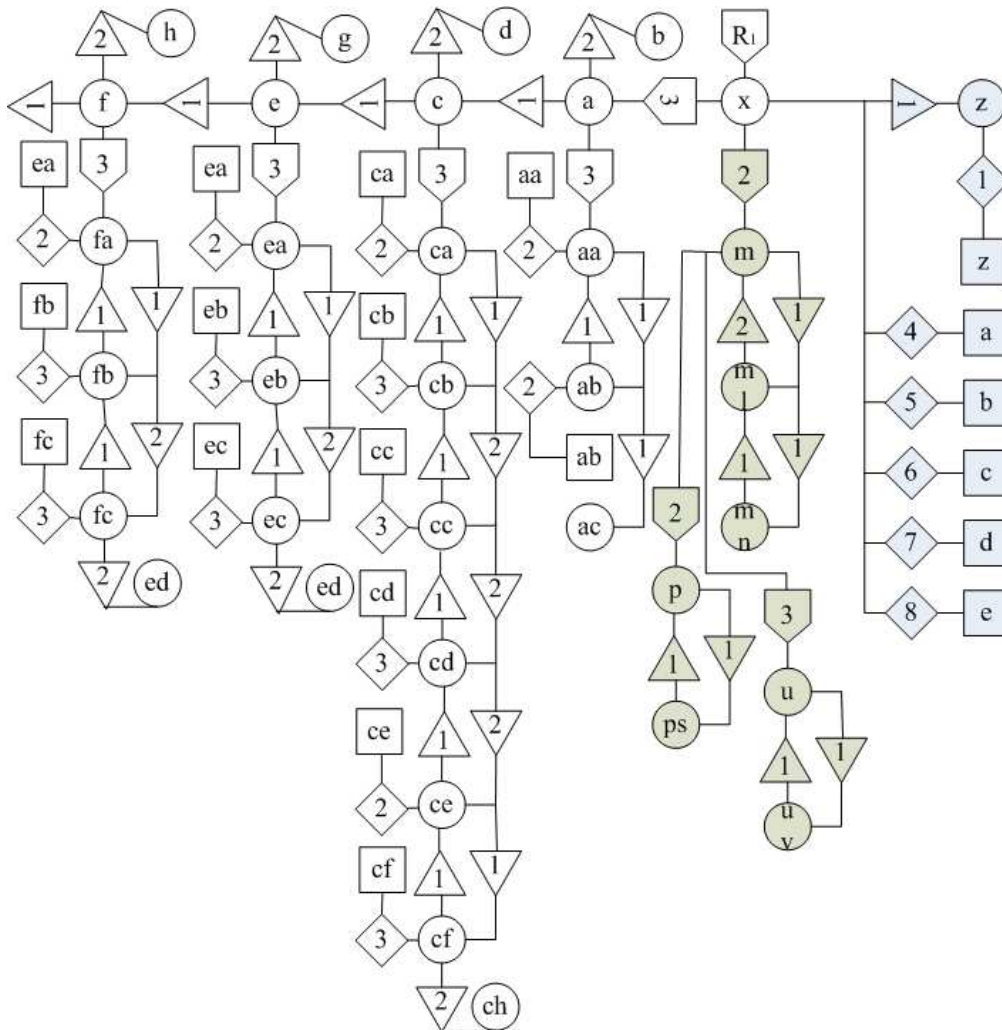 2 h 2 g 2 d 2 b R1
1 f 1 e 1 c 1 a 3 x 1 z
ea 3 ea 3 ca 3 aa 3 2 1
2 fa 2 ea 2 ca 2 aa m z
fb 1 1 eb 1 1 cb 1 1 1 1 2 1 4 a
3 fb 3 eb 3 cb 2 ab m1 5 b
fc 1 2 ec 1 2 cc 1 2 ab 1 1 1 6 c
3 fc 3 ec 3 cc ac 2 mn 7 d
2 ed 2 ed cd 1 2 p 3 8 e
3 cd 1 1 u
ce 1 2 ps 1 1
2 ce uv
cf 1 1
3 cf
2 ch